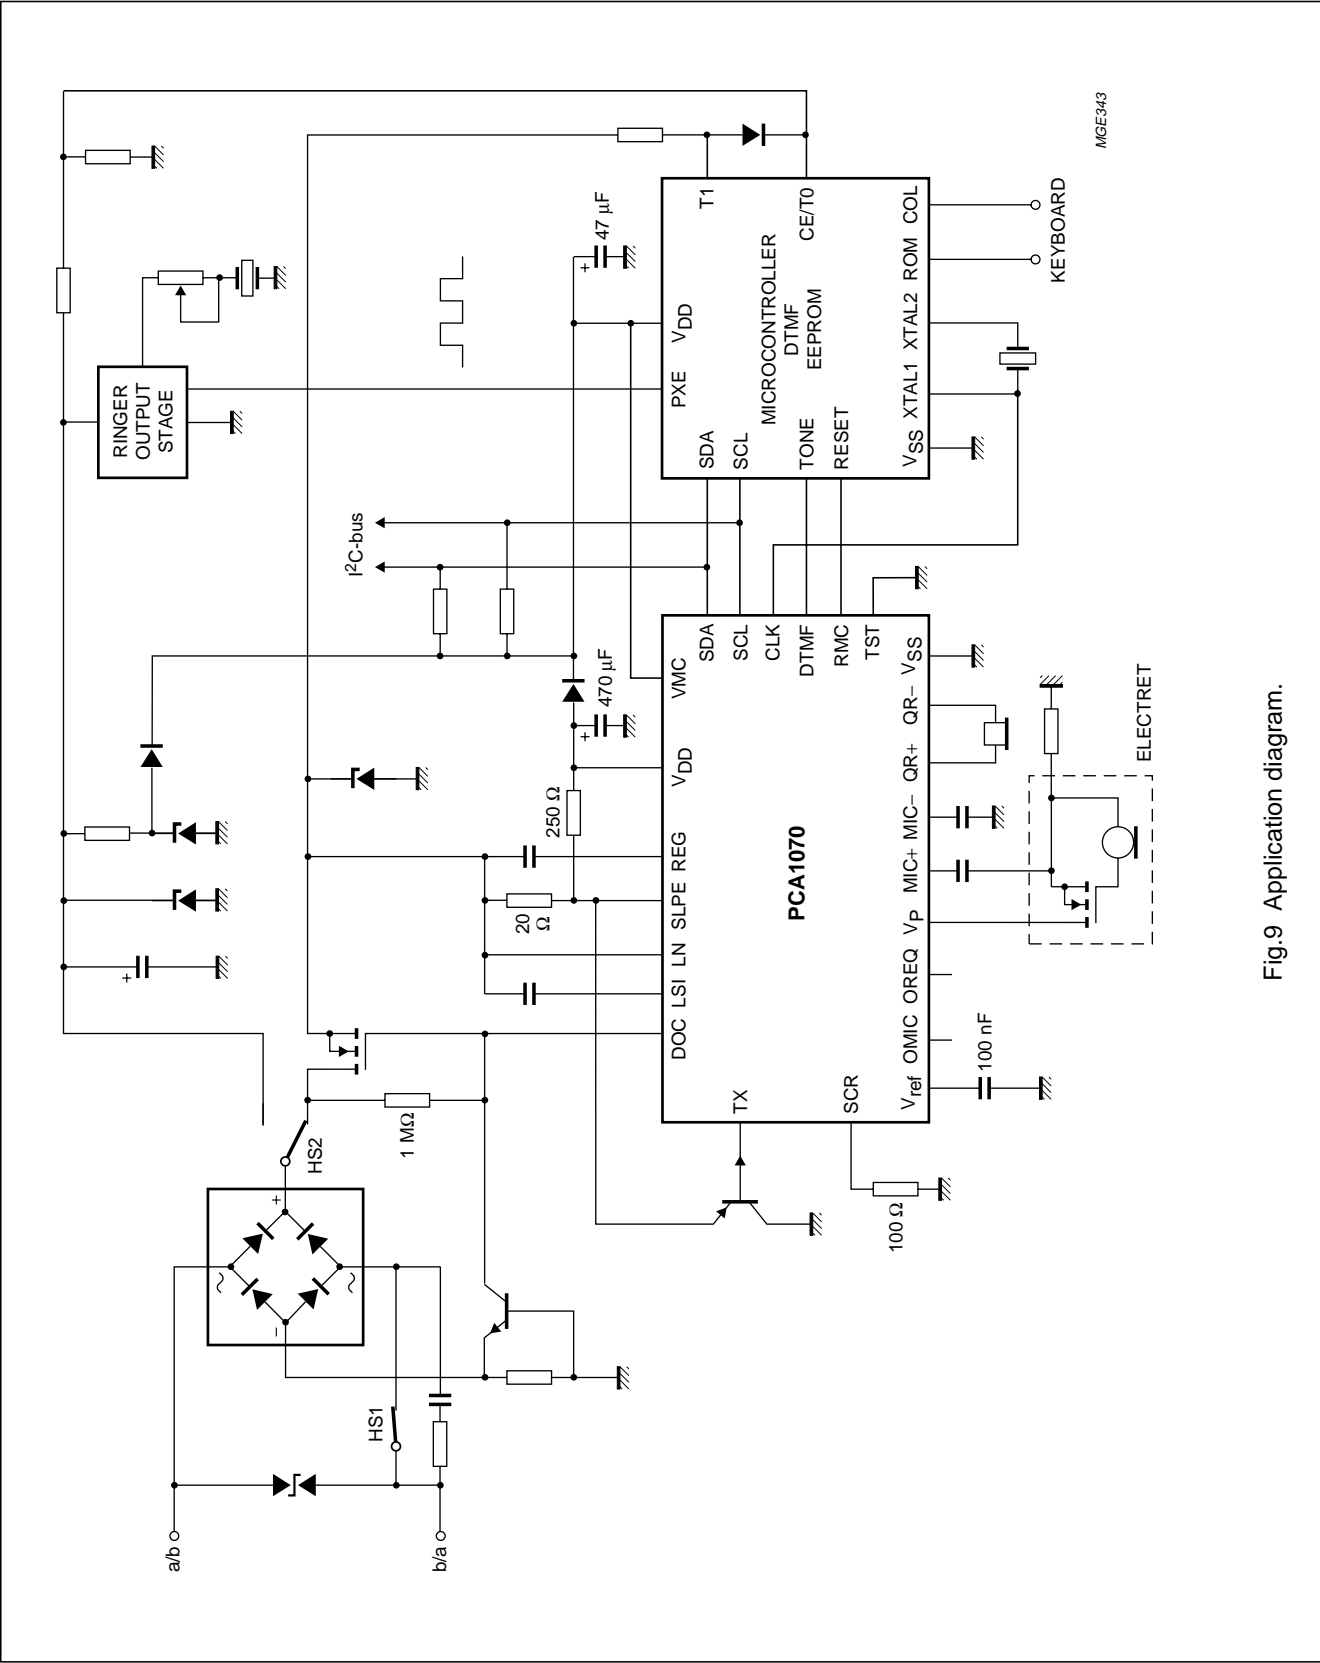 a/b
b/a
HS1
~
~
−
+
HS2
1 MΩ
RINGER
OUTPUT
STAGE
I2C-bus
20
Ω
250 Ω
+
+
470 µF
+
47 µF
TX
SCR
100 Ω
DOC
LSI
LN
SLPE
REG
VDD
VMC
PCA1070
SDA
SCL
CLK
DTMF
RMC
TST
Vref
OMIC
OREQ
VP
MIC+
MIC−
QR+
QR−
VSS
100 nF
ELECTRET
SDA
SCL
TONE
RESET
PXE
VDD
MICROCONTROLLER
DTMF
EEPROM
T1
CE/T0
VSS
XTAL1
XTAL2
ROM
COL
KEYBOARD
MGE343
Fig.9 Application diagram.